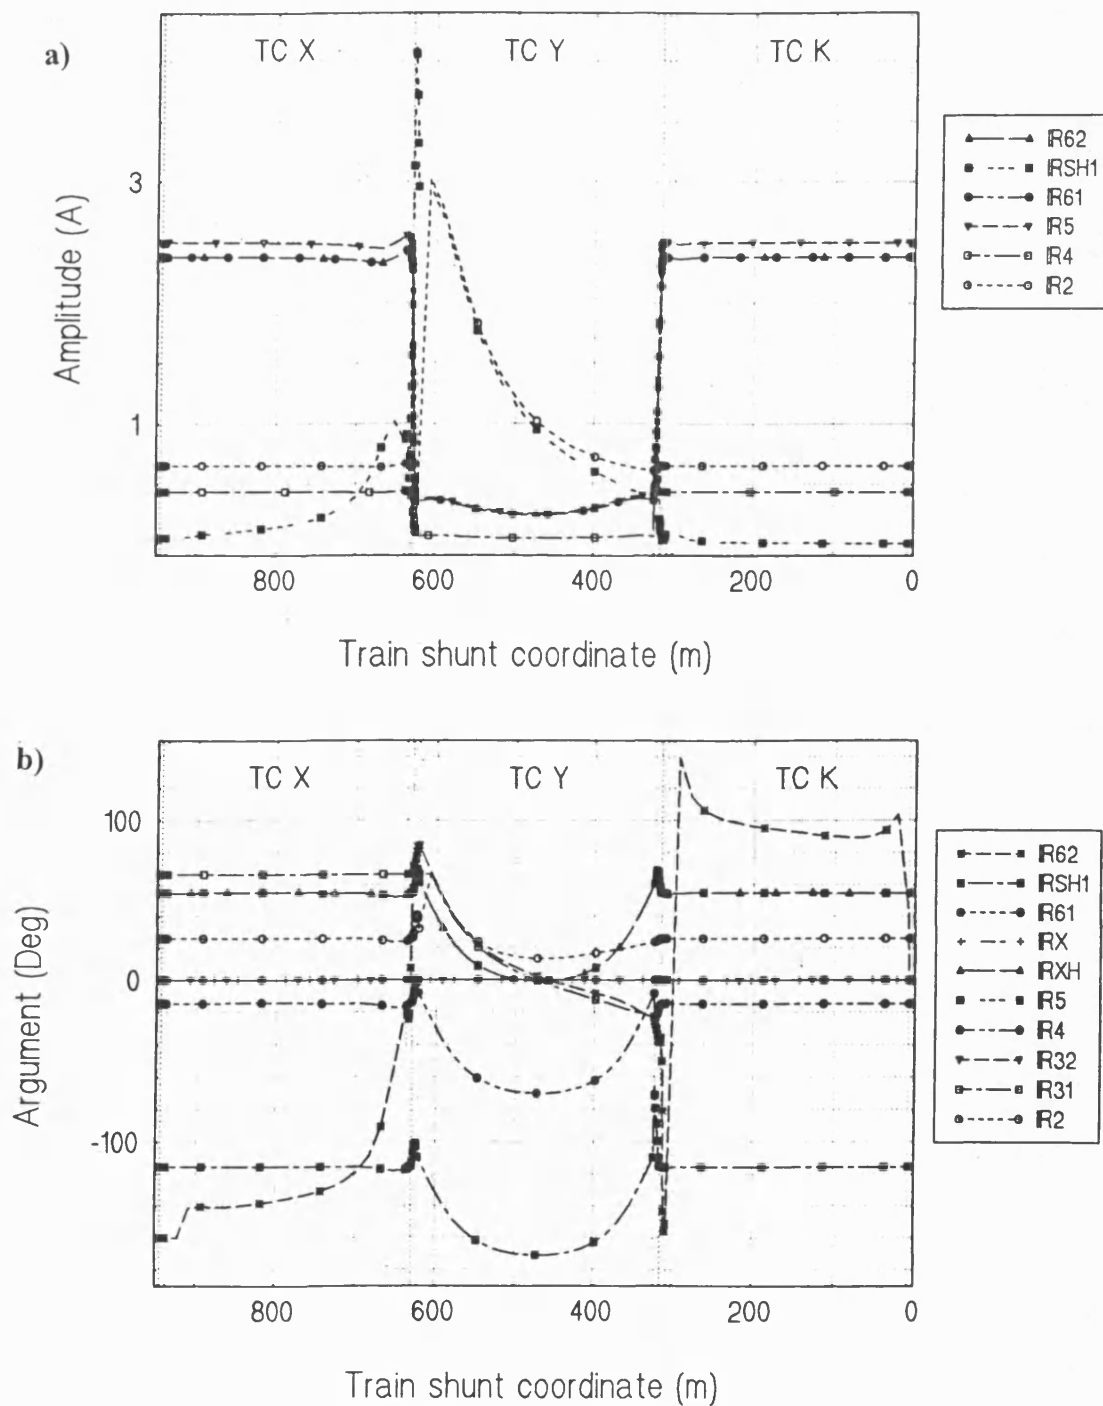 a)
TC X
TC Y
TC K
3
1
Amplitude (A)
800
600
400
200
0
Train shunt coordinate (m)
IR62
IRSH1
IR61
IR5
IR4
IR2
b)
TC X
TC Y
TC K
100
0
-100
Argument (Deg)
800
600
400
200
0
Train shunt coordinate (m)
IR62
IRSH1
IR61
IRX
IRXH
IR5
IR4
IR32
IR31
IR2